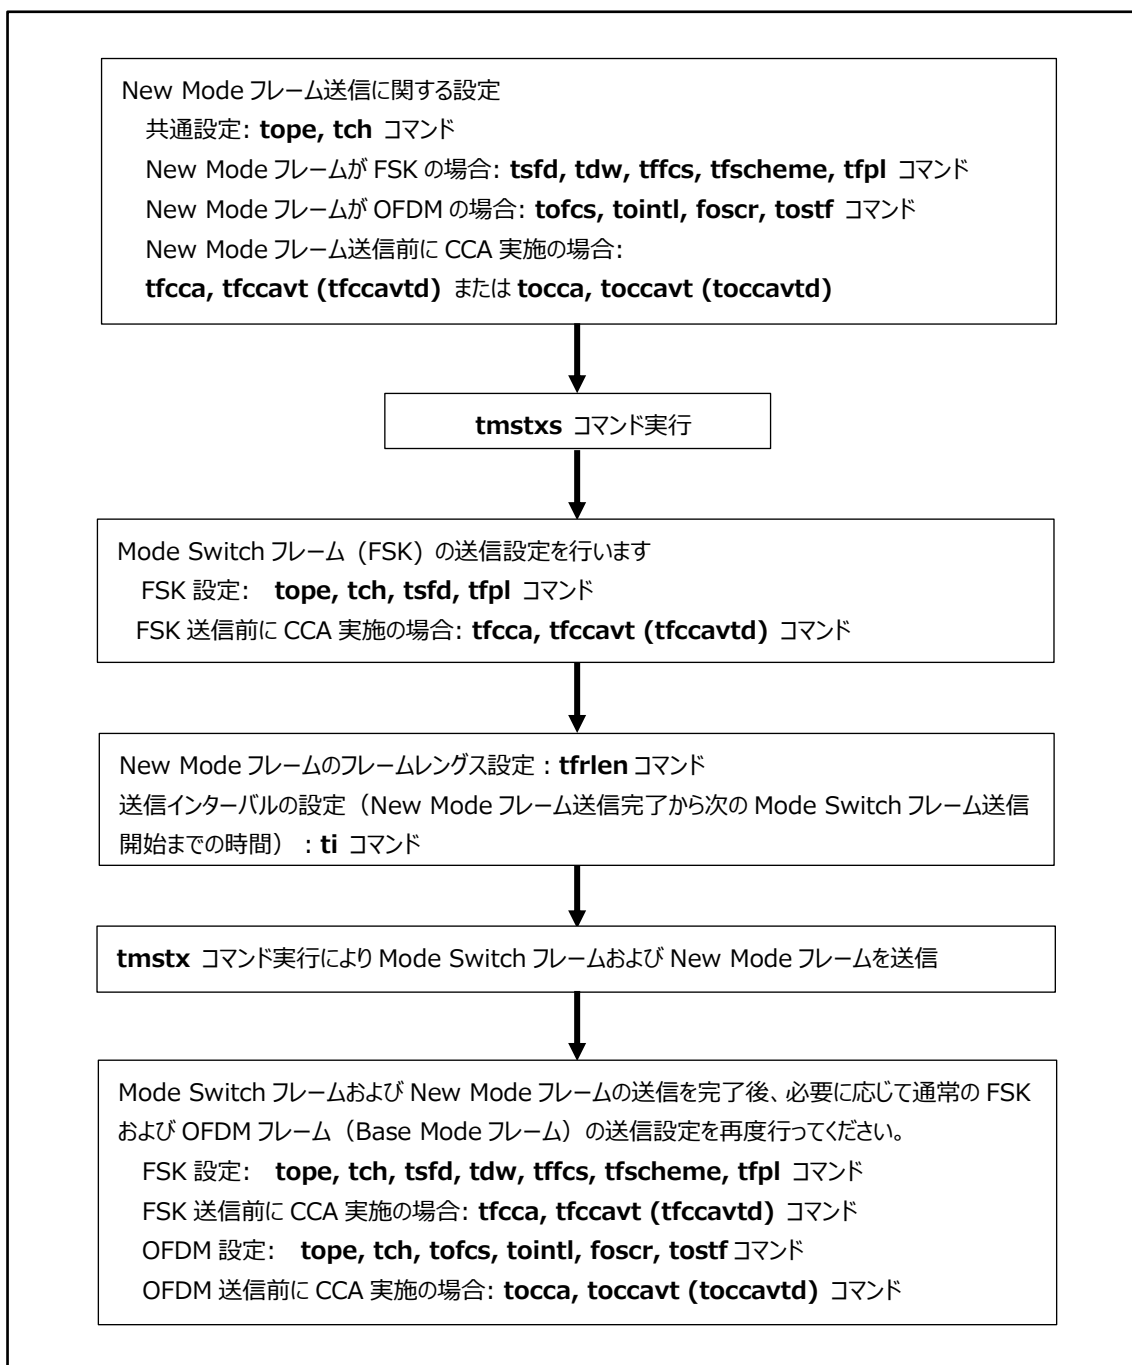 New Mode フレーム送信に関する設定
共通設定: tope, tch コマンド
New Mode フレームが FSK の場合: tsfd, tdw, tffcs, tfscheme, tfpl コマンド
New Mode フレームが OFDM の場合: tofcs, tointl, foscr, tostf コマンド
New Mode フレーム送信前に CCA 実施の場合:
tfcca, tfccavt (tfccavtd) または tocca, toccavt (toccavtd)
tmstxs コマンド実行
Mode Switch フレーム (FSK) の送信設定を行います
FSK 設定: tope, tch, tsfd, tfpl コマンド
FSK 送信前に CCA 実施の場合: tfcca, tfccavt (tfccavtd) コマンド
New Mode フレームのフレームレングス設定 : tfrlen コマンド
送信インターバルの設定（New Mode フレーム送信完了から次の Mode Switch フレーム送信
開始までの時間） : ti コマンド
tmstx コマンド実行により Mode Switch フレームおよび New Mode フレームを送信
Mode Switch フレームおよび New Mode フレームの送信を完了後、必要に応じて通常の FSK
および OFDM フレーム（Base Mode フレーム）の送信設定を再度行ってください。
FSK 設定: tope, tch, tsfd, tdw, tffcs, tfscheme, tfpl コマンド
FSK 送信前に CCA 実施の場合: tfcca, tfccavt (tfccavtd) コマンド
OFDM 設定: tope, tch, tofcs, tointl, foscr, tostf コマンド
OFDM 送信前に CCA 実施の場合: tocca, toccavt (toccavtd) コマンド